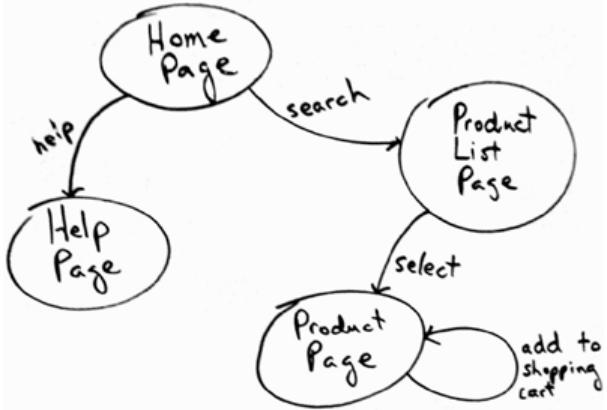 Home
Page
help
search
Product
List
Page
Help
Page
select
Product
Page
add to
shopping
cart